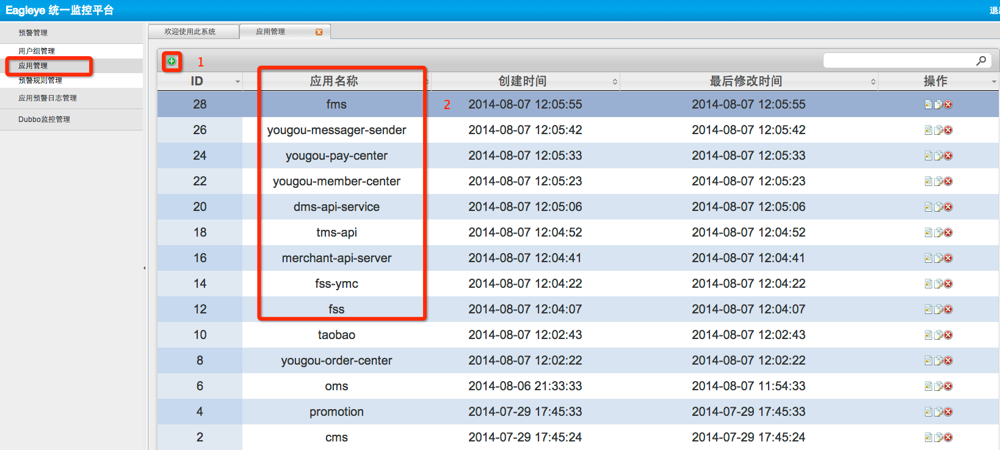 Eagleye 统一监控平台
预警管理
用户组管理
应用管理
预警规则管理
应用预警日志管理
Dubbo监控管理
欢迎使用此系统 应用管理
1
ID 应用名称 创建时间 最后修改时间 操作
28 fms 2 2014-08-07 12:05:55 2014-08-07 12:05:55
26 yougou-messager-sender 2014-08-07 12:05:42 2014-08-07 12:05:42
24 yougou-pay-center 2014-08-07 12:05:33 2014-08-07 12:05:33
22 yougou-member-center 2014-08-07 12:05:23 2014-08-07 12:05:23
20 dms-api-service 2014-08-07 12:05:06 2014-08-07 12:05:06
18 tms-api 2014-08-07 12:04:52 2014-08-07 12:04:52
16 merchant-api-server 2014-08-07 12:04:41 2014-08-07 12:04:41
14 fss-ymc 2014-08-07 12:04:22 2014-08-07 12:04:22
12 fss 2014-08-07 12:04:07 2014-08-07 12:04:07
10 taobao 2014-08-07 12:02:43 2014-08-07 12:02:43
8 yougou-order-center 2014-08-07 12:02:22 2014-08-07 12:02:22
6 oms 2014-08-06 21:33:33 2014-08-07 11:54:33
4 promotion 2014-07-29 17:45:33 2014-07-29 17:45:33
2 cms 2014-07-29 17:45:24 2014-07-29 17:45:24